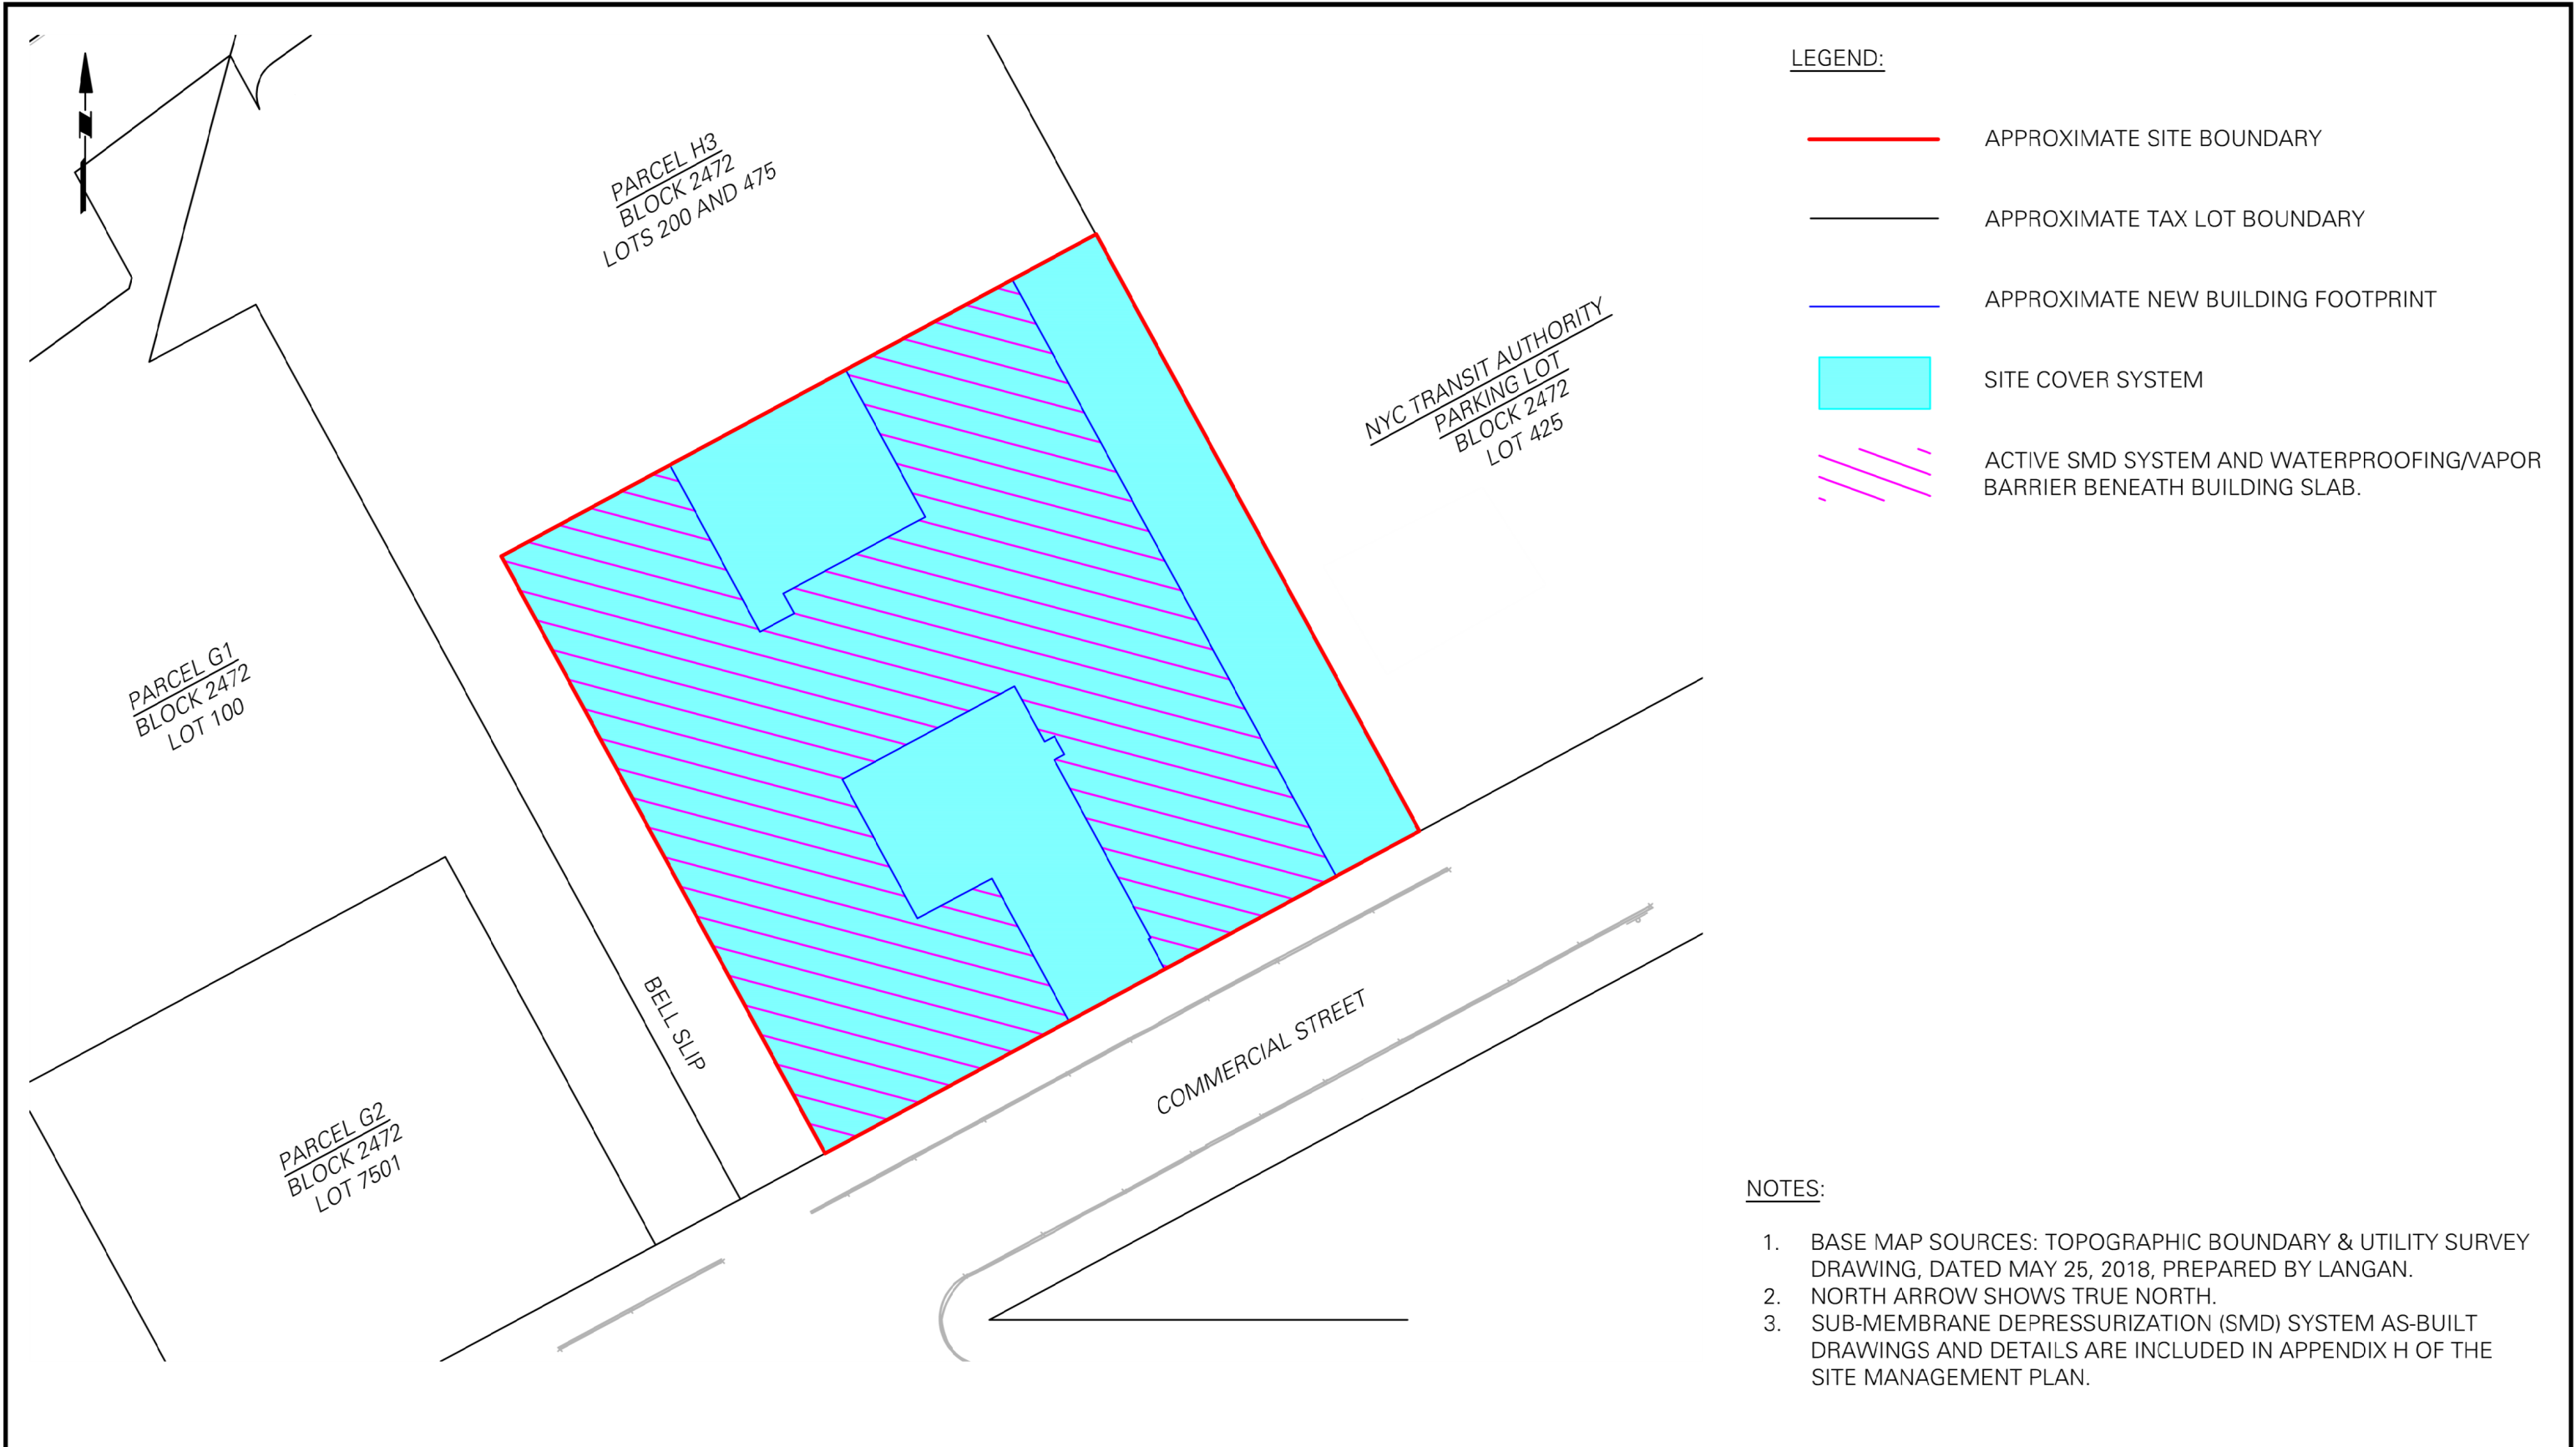 PARCEL H3
BLOCK 2472
LOTS 200 AND 475
NYC TRANSIT AUTHORITY
PARKING LOT
BLOCK 2472
LOT 425
PARCEL G1
BLOCK 2472
LOT 100
PARCEL G2
BLOCK 2472
LOT 7501
BELL SLIP
COMMERCIAL STREET
LEGEND:
APPROXIMATE SITE BOUNDARY
APPROXIMATE TAX LOT BOUNDARY
APPROXIMATE NEW BUILDING FOOTPRINT
SITE COVER SYSTEM
ACTIVE SMD SYSTEM AND WATERPROOFING/VAPOR
BARRIER BENEATH BUILDING SLAB.
NOTES:
1. BASE MAP SOURCES: TOPOGRAPHIC BOUNDARY & UTILITY SURVEY
DRAWING, DATED MAY 25, 2018, PREPARED BY LANGAN.
2. NORTH ARROW SHOWS TRUE NORTH.
3. SUB-MEMBRANE DEPRESSURIZATION (SMD) SYSTEM AS-BUILT
DRAWINGS AND DETAILS ARE INCLUDED IN APPENDIX H OF THE
SITE MANAGEMENT PLAN.